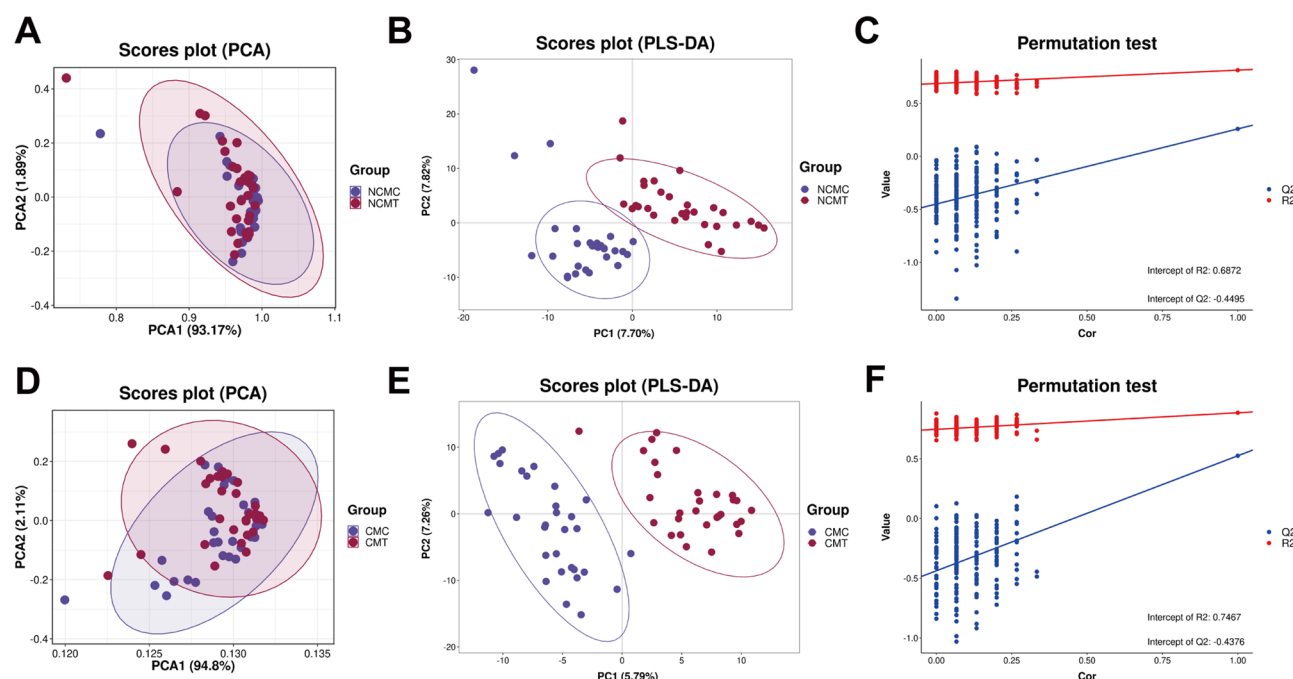 A
Scores plot (PCA)
PCA2 (1.89%)
0.4
0.2
0.0
-0.2
-0.4
0.8
0.9
1.0
1.1
PCA1 (93.17%)
Group
NCMC
NCMT
B
Scores plot (PLS-DA)
PC2 (7.82%)
30
20
10
0
-10
-20
-10
0
10
PC1 (7.70%)
Group
NCMC
NCMT
C
Permutation test
Value
0.5
0.0
-0.5
-1.0
0.00
0.25
0.50
0.75
1.00
Cor
Intercept of R2: 0.6872
Intercept of Q2: -0.4495
Q2
R2
D
Scores plot (PCA)
PCA2 (2.11%)
0.2
0.0
-0.2
-0.4
0.120
0.125
0.130
0.135
PCA1 (94.8%)
Group
CMC
CMT
E
Scores plot (PLS-DA)
PC2 (7.26%)
10
0
-10
-20
-10
-5
0
5
10
PC1 (5.79%)
Group
CMC
CMT
F
Permutation test
Value
0.5
0.0
-0.5
-1.0
0.00
0.25
0.50
0.75
1.00
Cor
Intercept of R2: 0.7467
Intercept of Q2: -0.4376
Q2
R2